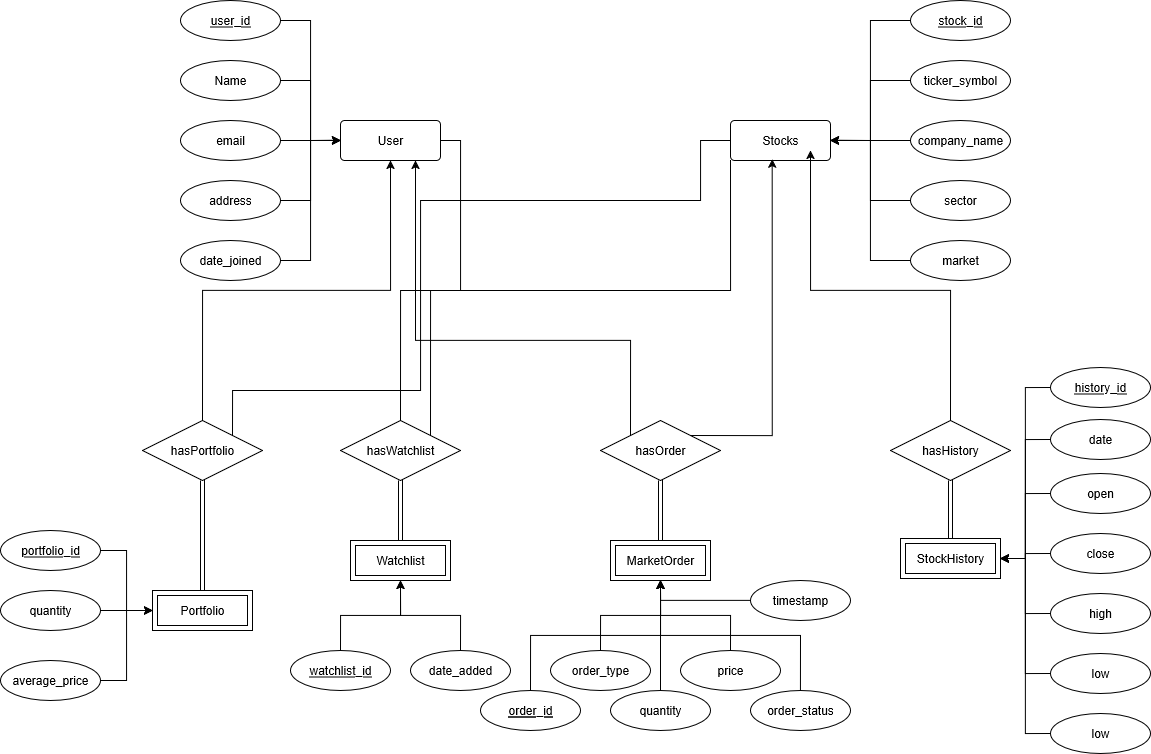 user_id
Name
email
address
date_joined
User
Stocks
stock_id
ticker_symbol
company_name
sector
market
hasPortfolio
hasWatchlist
hasOrder
hasHistory
history_id
date
open
close
high
low
low
portfolio_id
quantity
average_price
Portfolio
Watchlist
MarketOrder
StockHistory
watchlist_id
date_added
timestamp
order_type
price
order_id
quantity
order_status